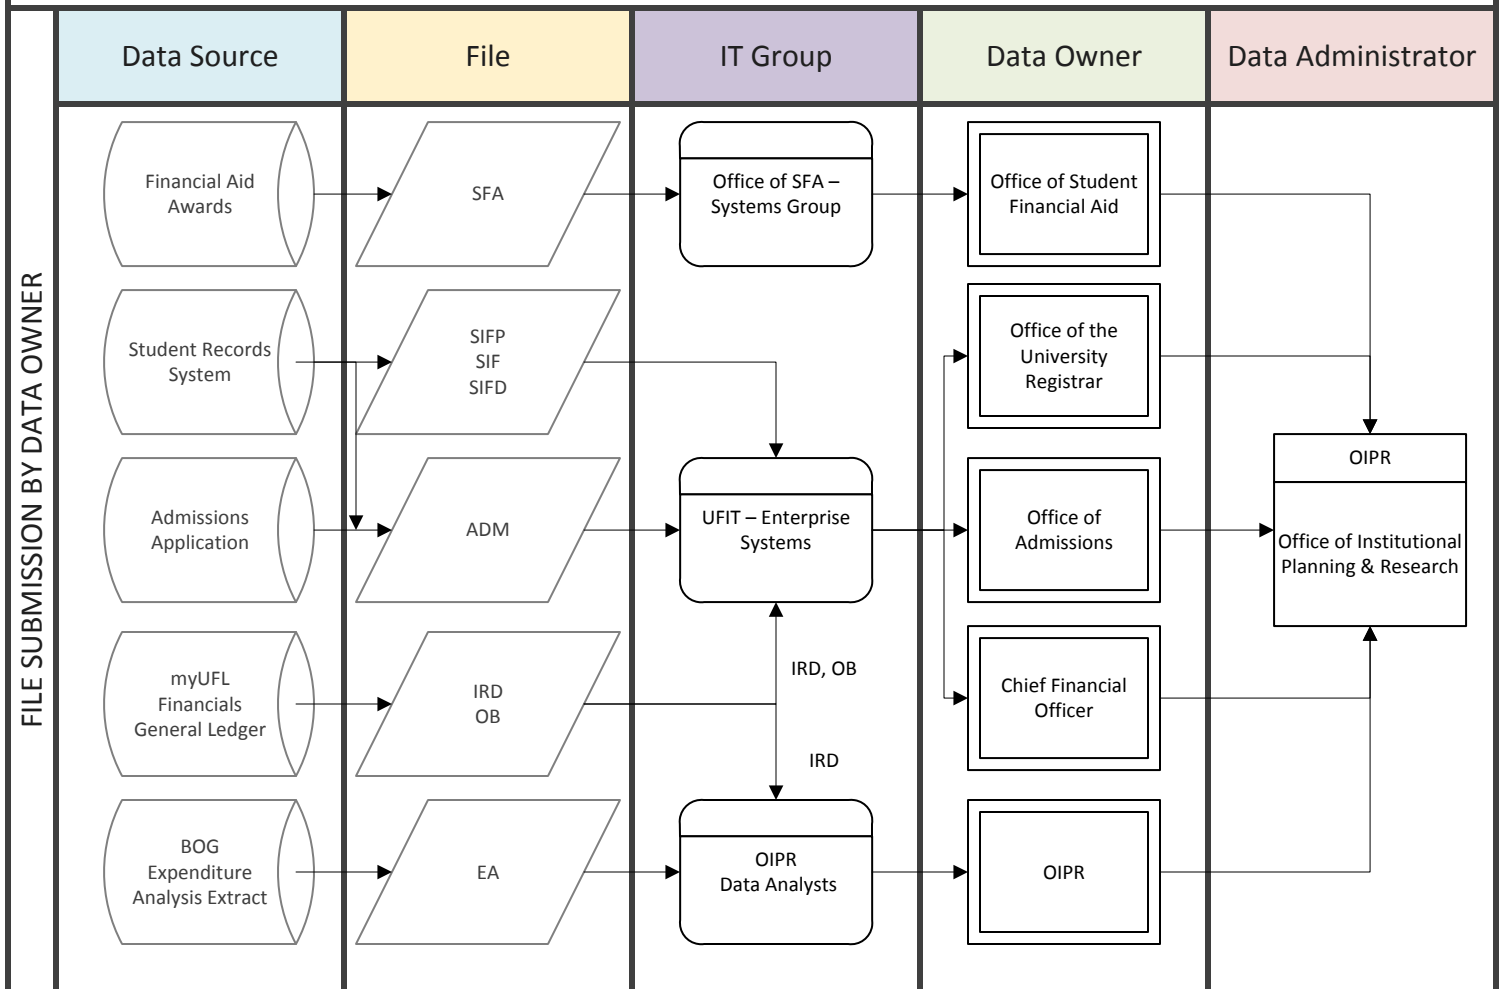 Data Source
File
IT Group
Data Owner
Data Administrator
FILE SUBMISSION BY DATA OWNER
Financial Aid
Awards
SFA
Office of SFA –
Systems Group
Office of Student
Financial Aid
Student Records
System
SIFP
SIF
SIFD
Office of the
University
Registrar
Admissions
Application
ADM
UFIT – Enterprise
Systems
Office of
Admissions
OIPR
Office of Institutional
Planning & Research
myUFL
Financials
General Ledger
IRD
OB
IRD, OB
IRD
Chief Financial
Officer
BOG
Expenditure
Analysis Extract
EA
OIPR
Data Analysts
OIPR